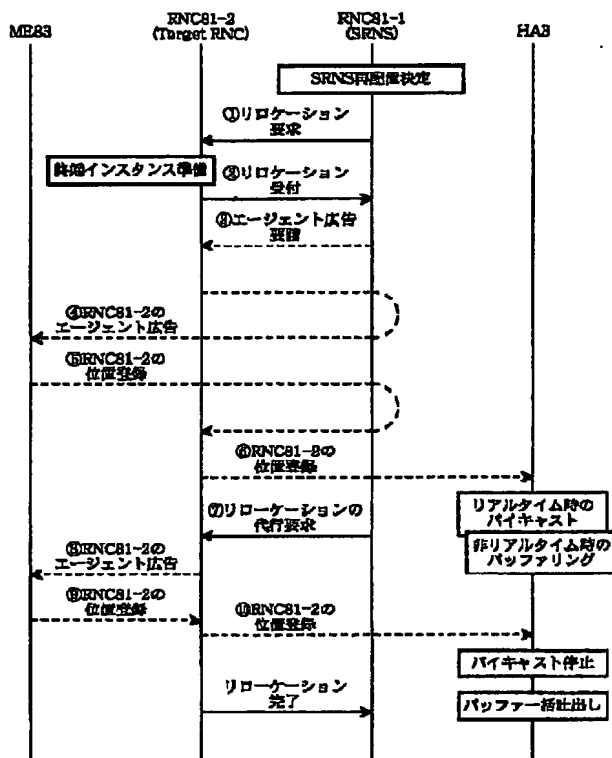 ME83
RNC81-2
(Target RNC)
RNC81-1
(SRNS)
HA3
SRNS再配置決定
①リロケーション
要求
終端インスタンス準備
②リロケーション
受付
③エージェント広告
要請
④RNC81-2の
エージェント広告
⑤RNC81-2の
位置登録
⑥RNC81-2の
位置登録
リアルタイム時の
バイキャスト
⑦リローケーションの
代行要求
非リアルタイム時の
バッファリング
⑧RNC81-2の
エージェント広告
⑨RNC81-2の
位置登録
⑩RNC81-2の
位置登録
バイキャスト停止
リローケーション
完了
バッファ一括吐出し